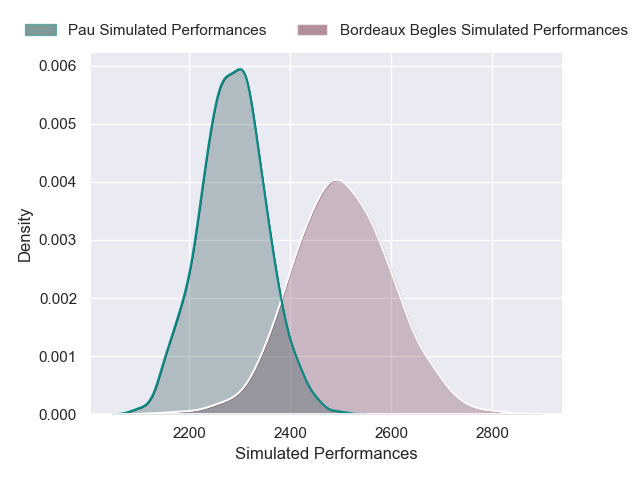 Pau Simulated Performances
Bordeaux Begles Simulated Performances
0.006
0.005
0.004
0.003
0.002
0.001
0.000
Density
2200
2400
2600
2800
Simulated Performances